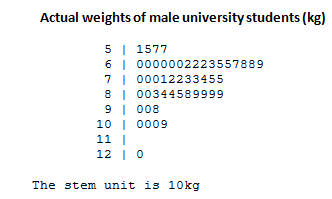 Actual weights of male university students (kg)
5 | 1577
6 | 0000002223557889
7 | 00012233455
8 | 00344589999
9 | 008
10 | 0009
11 |
12 | 0
The stem unit is 10kg